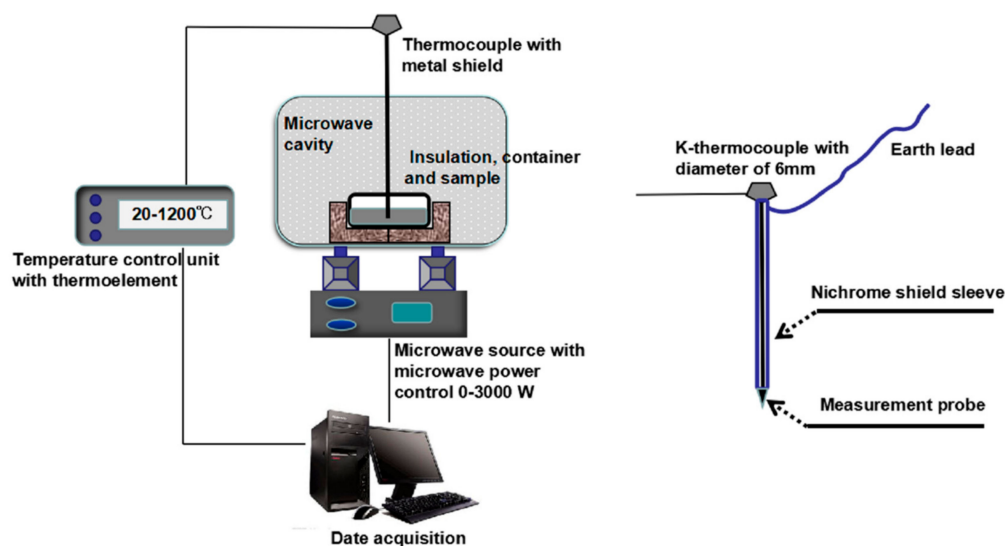 Thermocouple with
metal shield
Microwave
cavity
Insulation, container
and sample
20-1200℃
Temperature control unit
with thermoelement
Microwave source with
microwave power
control 0-3000 W
Date acquisition
K-thermocouple with
diameter of 6mm
Earth lead
Nichrome shield sleeve
Measurement probe